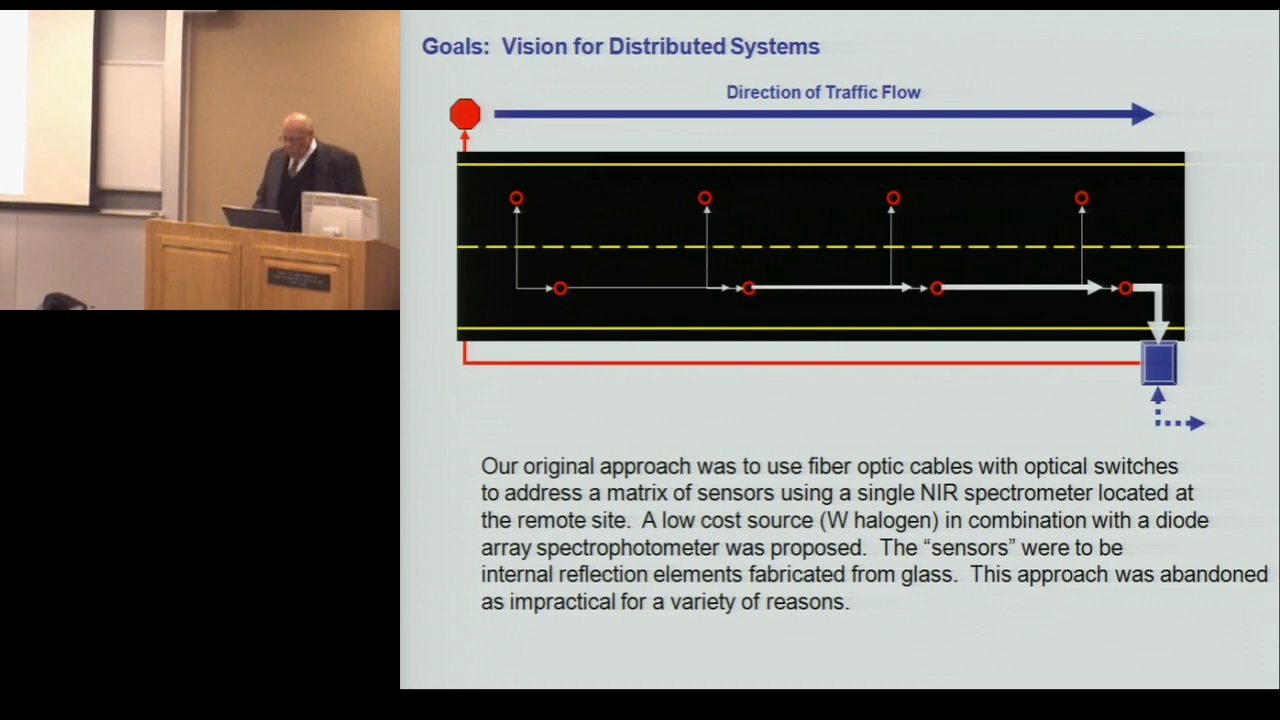 Goals: Vision for Distributed Systems
Direction of Traffic Flow
Our original approach was to use fiber optic cables with optical switches
to address a matrix of sensors using a single NIR spectrometer located at
the remote site. A low cost source (W halogen) in combination with a diode
array spectrophotometer was proposed. The “sensors” were to be
internal reflection elements fabricated from glass. This approach was abandoned
as impractical for a variety of reasons.